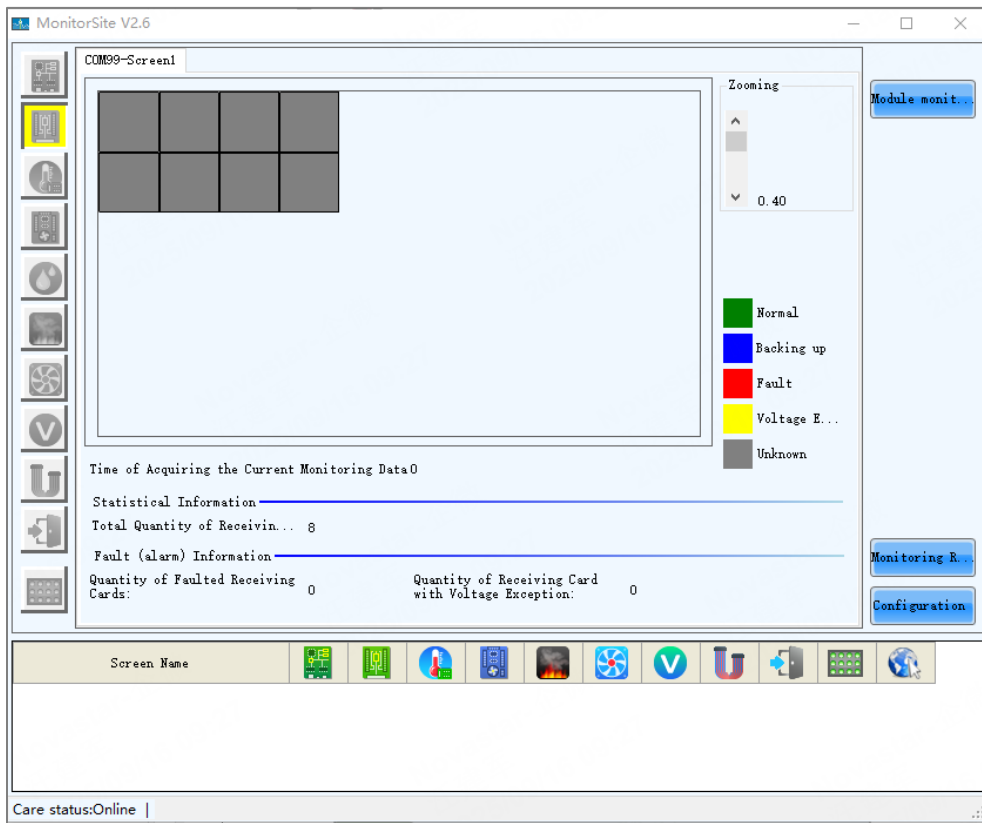 MonitorSite V2.6
COM99-Screen1
Zooming
0.40
Module monit...
Normal
Backing up
Fault
Voltage E...
Unknown
Time of Acquiring the Current Monitoring Data0
Statistical Information
Total Quantity of Receivin... 8
Fault (alarm) Information
Quantity of Faulted Receiving
Cards: 0
Quantity of Receiving Card
with Voltage Exception: 0
Monitoring R...
Configuration
Screen Name
Care status:Online |